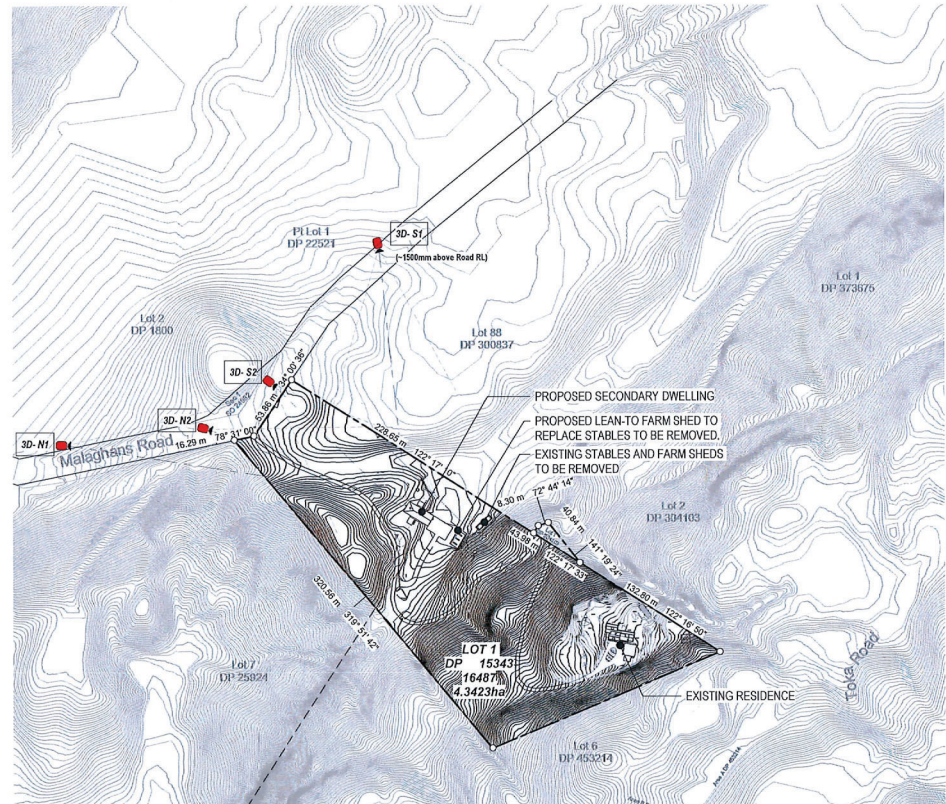 3D- S1
(~1500mm above Road RL)
Pt Lot 1
DP 22521
Lot 1
DP 373675
Lot 2
DP 1800
Lot 88
DP 300837
3D- S2
34° 00' 36"
53.86 m
SO 24692
3D- N2
3D- N1
Malaghans Road
16.29 m
78° 31' 00"
228.65 m
122° 17' 10"
PROPOSED SECONDARY DWELLING
PROPOSED LEAN-TO FARM SHED TO
REPLACE STABLES TO BE REMOVED.
EXISTING STABLES AND FARM SHEDS
TO BE REMOVED
8.30 m
72° 44' 14"
40.84 m
141° 19' 24"
Lot 2
DP 304103
43.98 m
122° 17' 33"
132.80 m
122° 16' 50"
320.56 m
319° 51' 42"
LOT 1
DP 15343
16487
4.3423ha
Lot 7
DP 25824
Toka Road
EXISTING RESIDENCE
Lot 6
DP 453214
Area A DP 453214